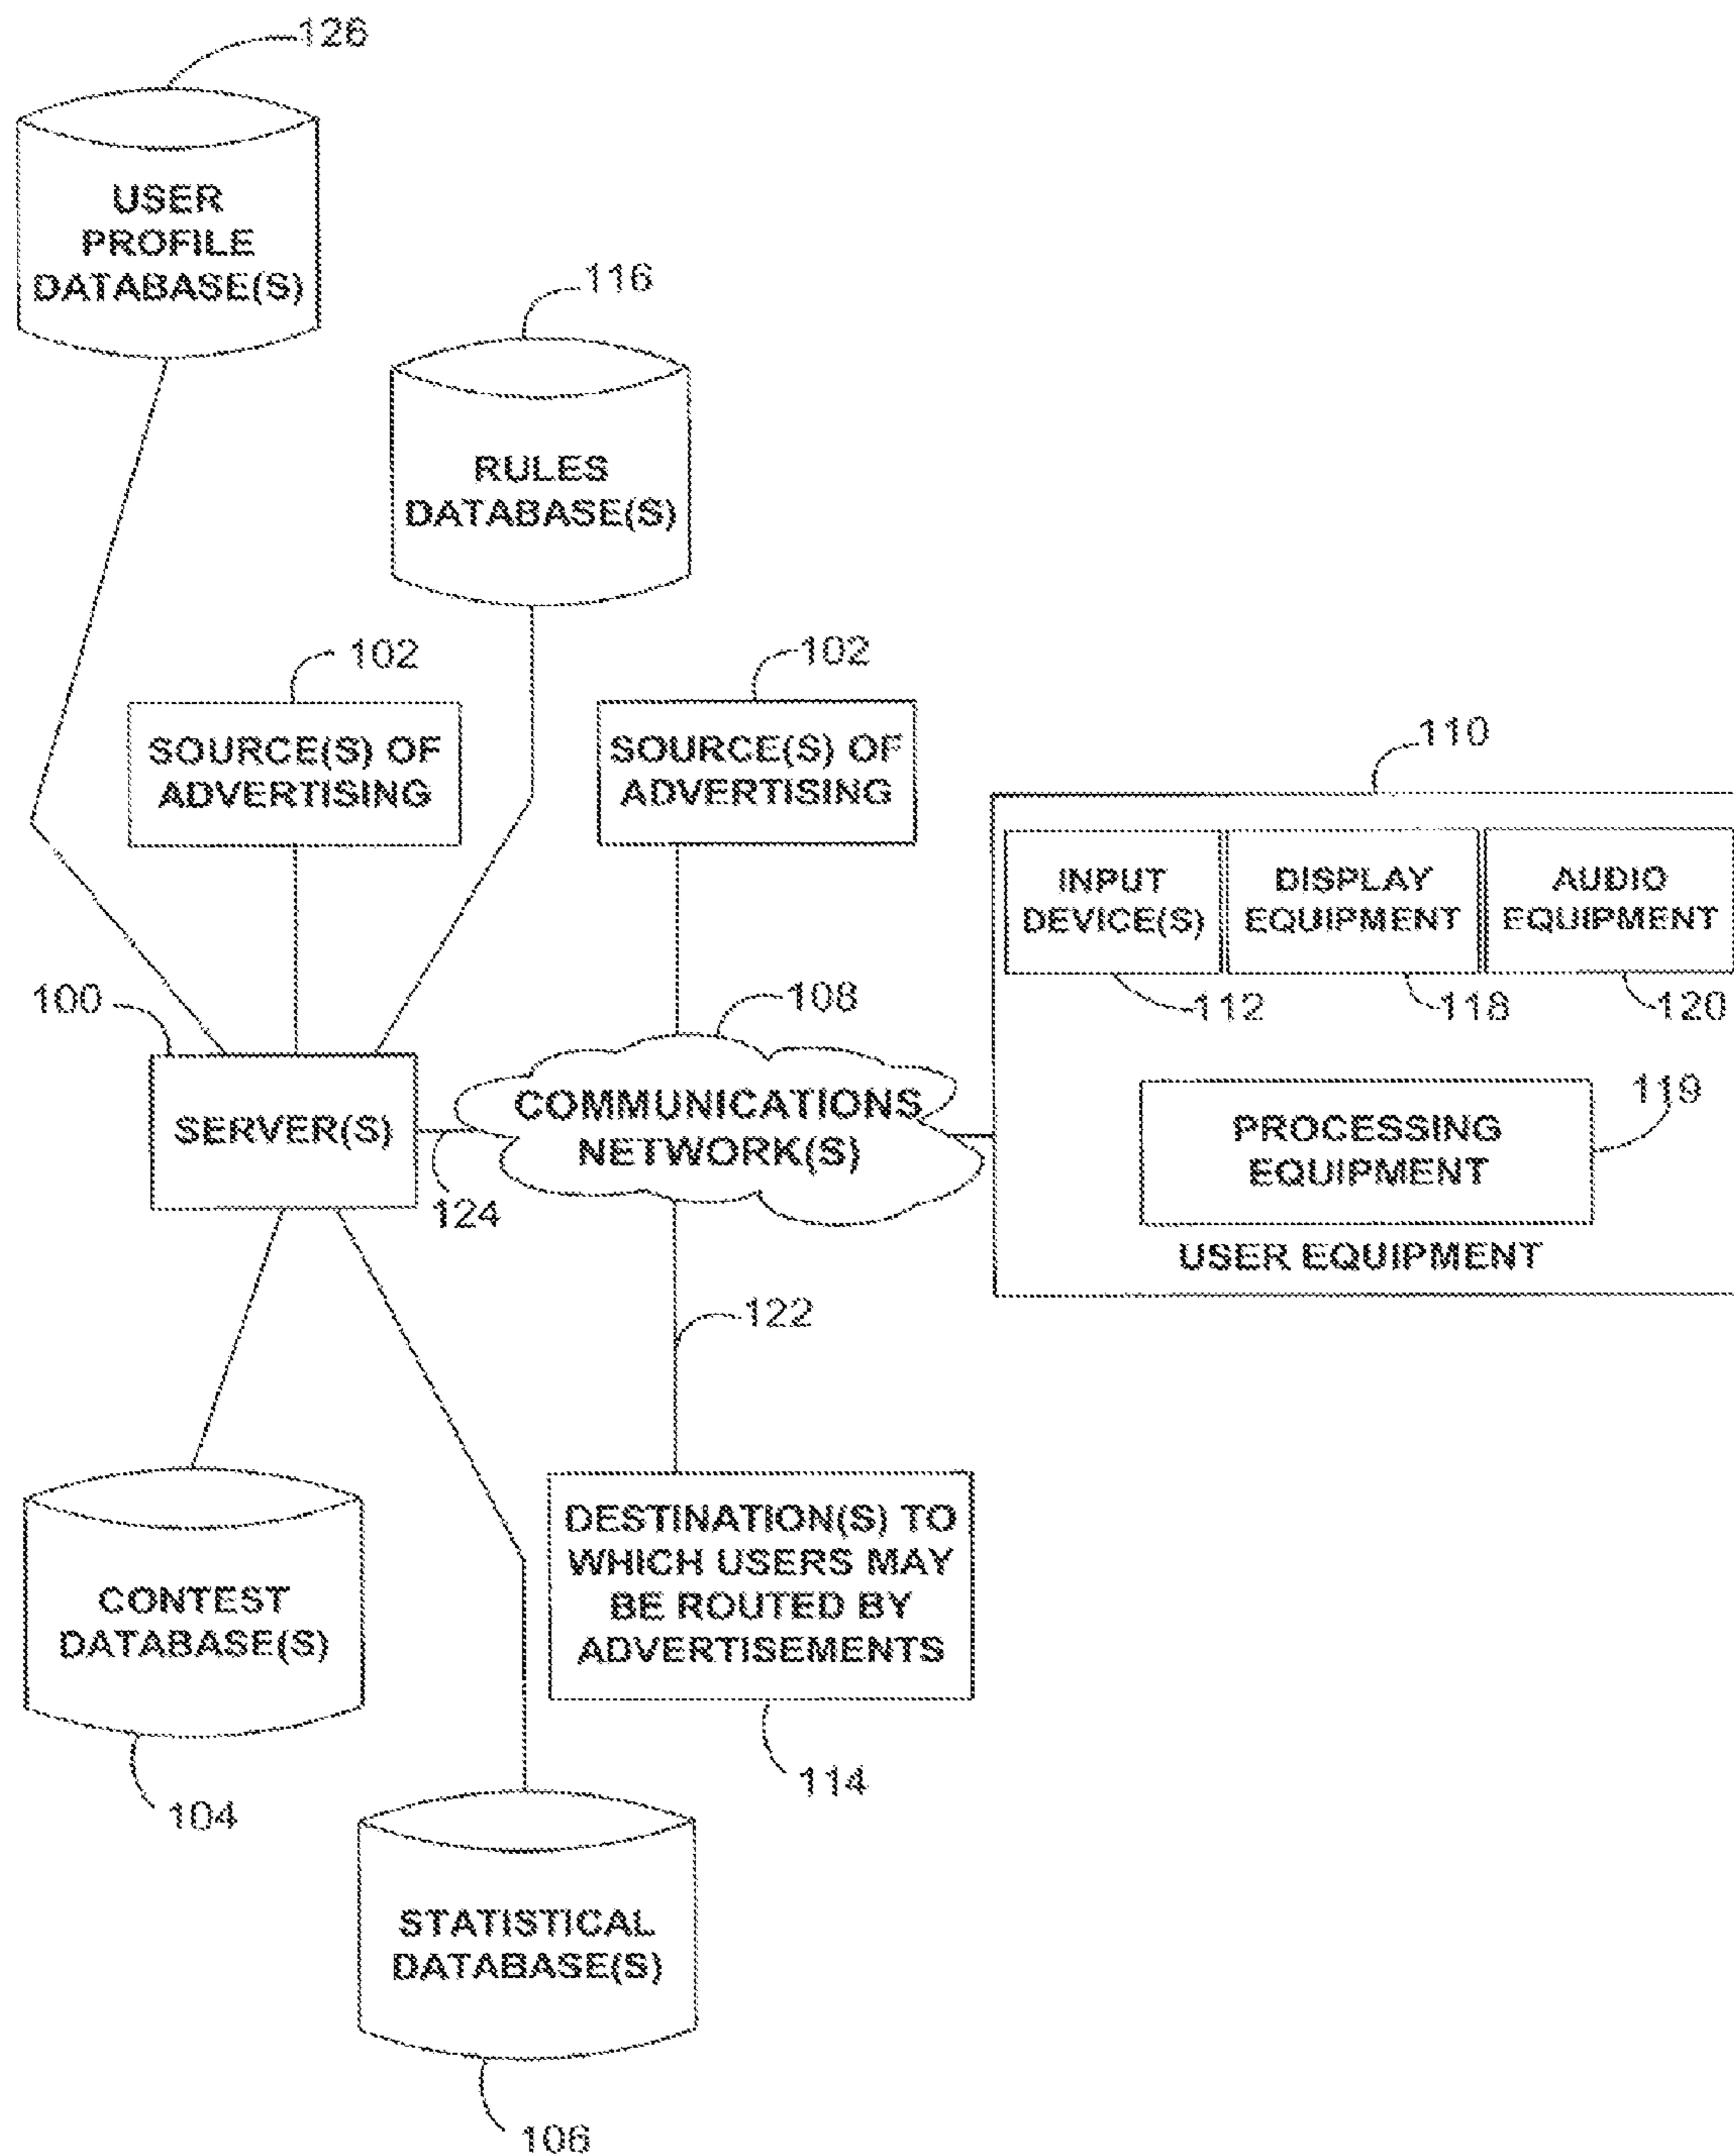 126
USER
PROFILE
DATABASE(S)
116
RULES
DATABASE(S)
102
SOURCE(S) OF
ADVERTISING
102
SOURCE(S) OF
ADVERTISING
110
INPUT
DEVICE(S)
DISPLAY
EQUIPMENT
AUDIO
EQUIPMENT
112
118
120
100
SERVER(S)
108
COMMUNICATIONS
NETWORK(S)
124
119
PROCESSING
EQUIPMENT
USER EQUIPMENT
122
CONTEST
DATABASE(S)
104
DESTINATION(S) TO
WHICH USERS MAY
BE ROUTED BY
ADVERTISEMENTS
114
STATISTICAL
DATABASE(S)
106